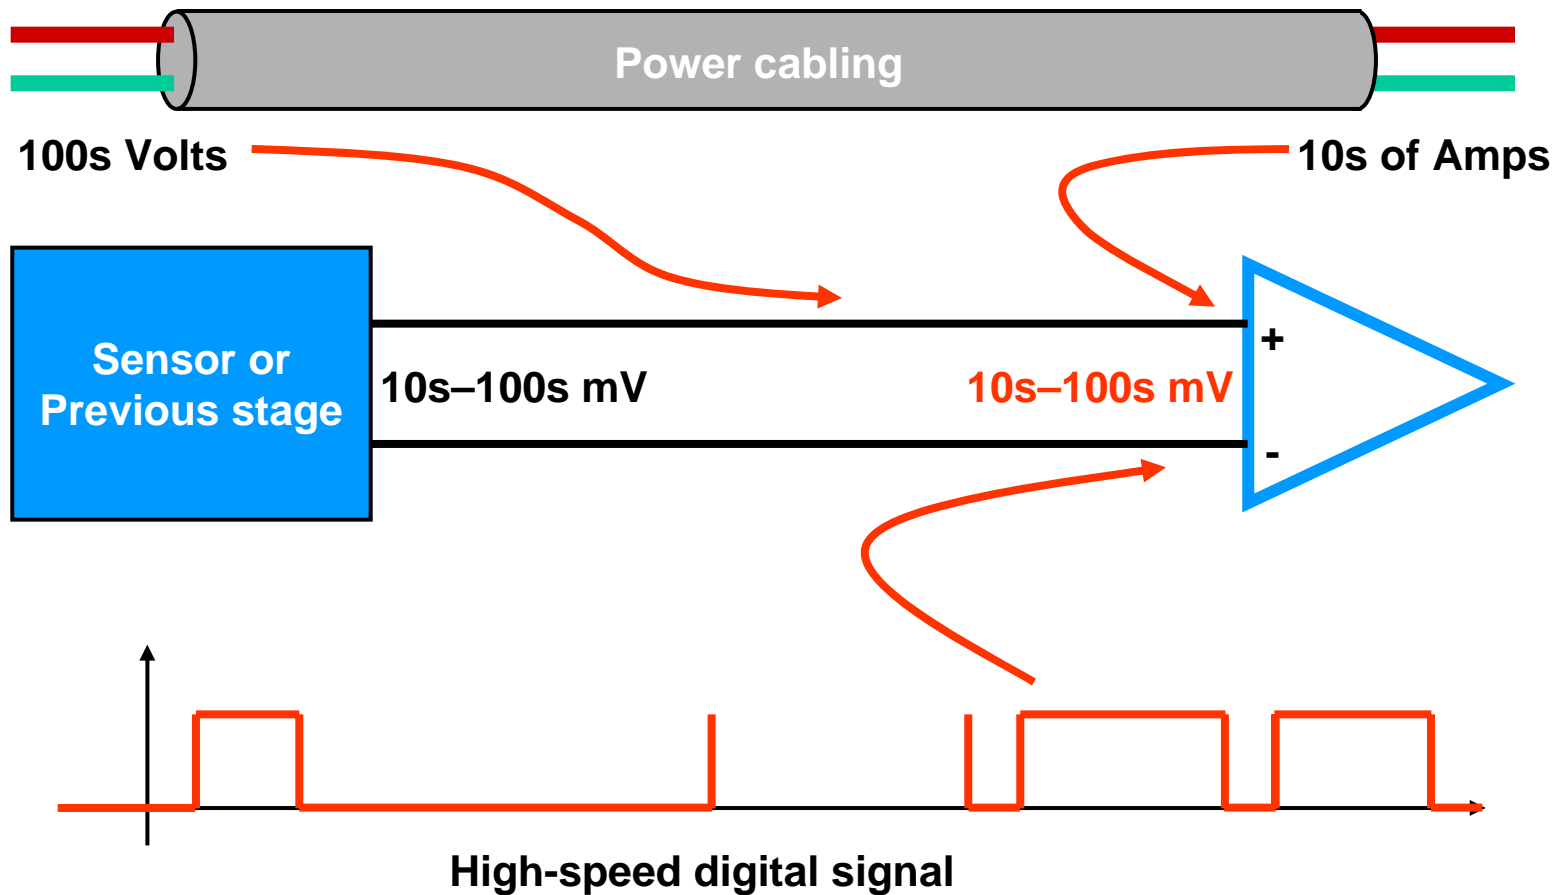 Power cabling
100s Volts
10s of Amps
Sensor or
Previous stage
10s–100s mV
10s–100s mV
+
-
High-speed digital signal